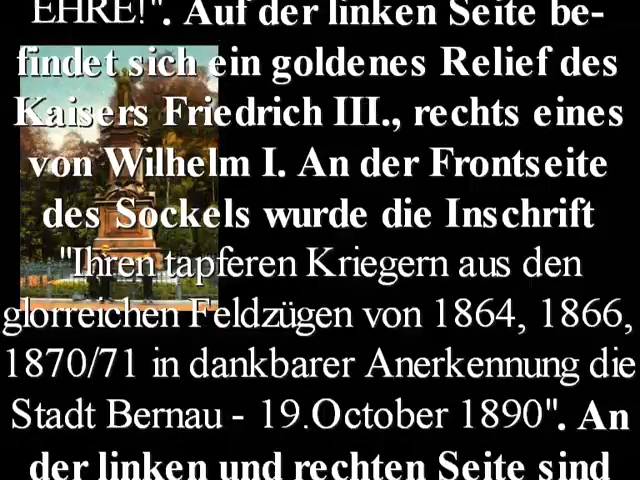 EHRE!". Auf der linken Seite be-
findet sich ein goldenes Relief des
Kaisers Friedrich III., rechts eines
von Wilhelm I. An der Frontseite
des Sockels wurde die Inschrift
"Ihren tapferen Kriegern aus den
glorreichen Feldzügen von 1864, 1866,
1870/71 in dankbarer Anerkennung die
Stadt Bernau - 19.October 1890". An
der linken und rechten Seite sind